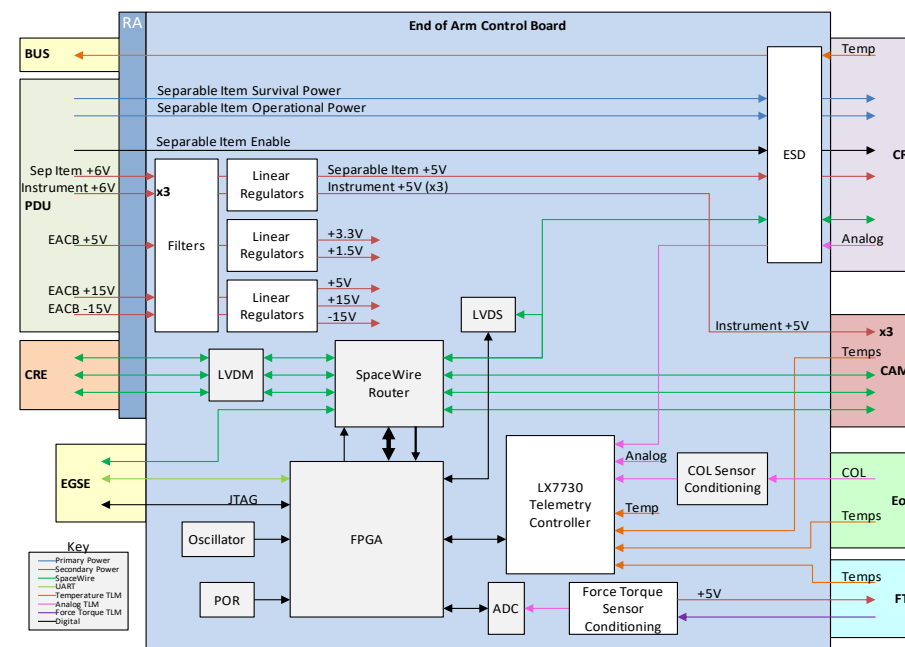 RA
End of Arm Control Board
BUS
Temp
Separable Item Survival Power
Separable Item Operational Power
Separable Item Enable
ESD
CR
Sep Item +6V
Instrument +6V
PDU
x3
Filters
Linear
Regulators
Separable Item +5V
Instrument +5V (x3)
EACB +5V
Linear
Regulators
+3.3V
+1.5V
Analog
EACB +15V
EACB -15V
Linear
Regulators
+5V
+15V
-15V
LVDS
Instrument +5V
x3
Temps
CAM
CRE
LVDM
SpaceWire
Router
EGSE
JTAG
FPGA
Oscillator
POR
LX7730
Telemetry
Controller
Analog
Temp
COL Sensor
Conditioning
COL
Eo
Temps
ADC
Force Torque
Sensor
Conditioning
Temps
+5V
FT
Key
Primary Power
Secondary Power
SpaceWire
UART
Temperature TLM
Analog TLM
Force Torque TLM
Digital